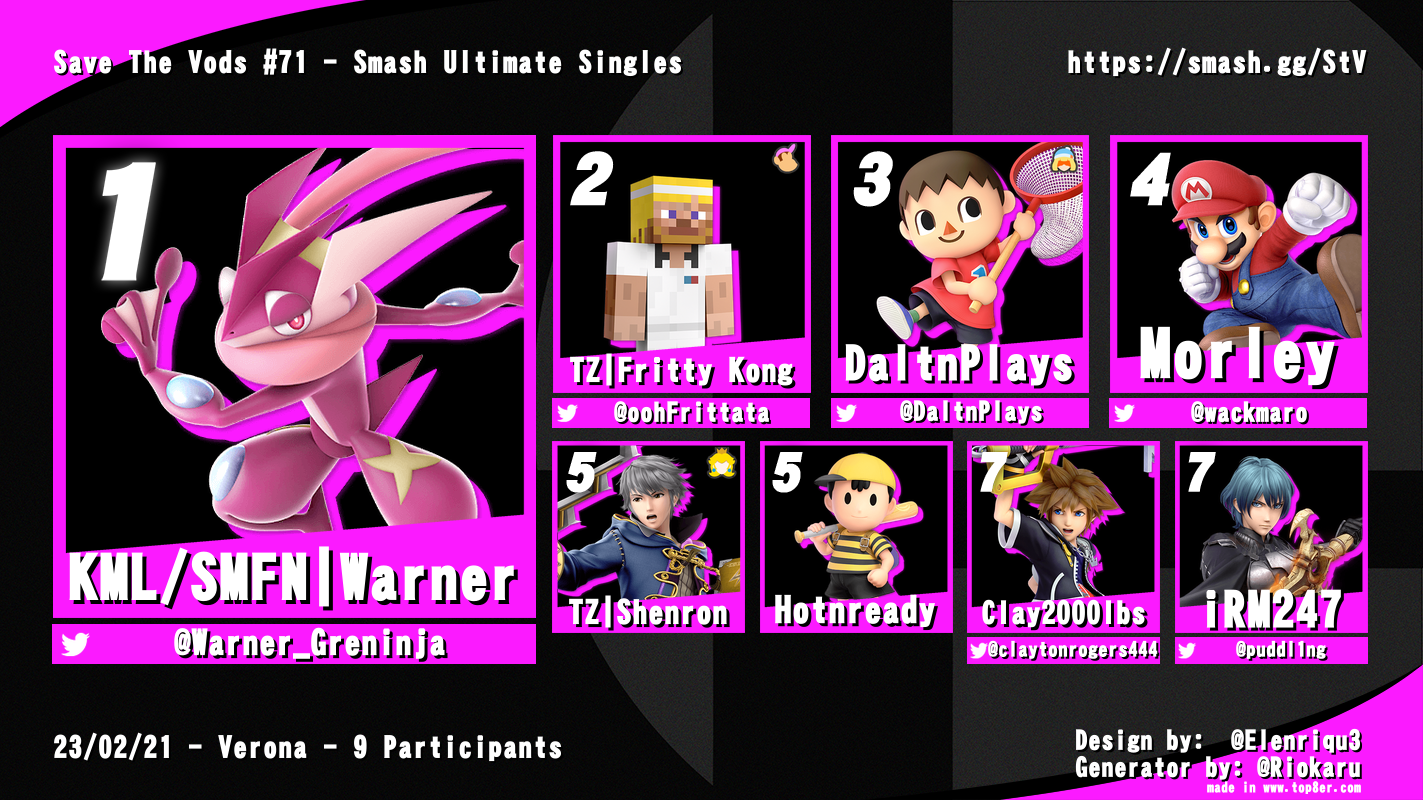 Save The Vods #71 - Smash Ultimate Singles
https://smash.gg/StV
1
KML/SMFN|Warner
@Warner_Greninja
2
TZ|Fritty Kong
@oohFrittata
3
1
DaltnPlays
@DaltnPlays
4
M
Morley
@wackmaro
5
TZ|Shenron
5
Hotnready
7
Clay2000lbs
@claytonrogers444
7
iRM247
@puddl1ng
23/02/21 - Verona - 9 Participants
Design by: @Elenriqu3
Generator by: @Riokaru
made in www.top8er.com